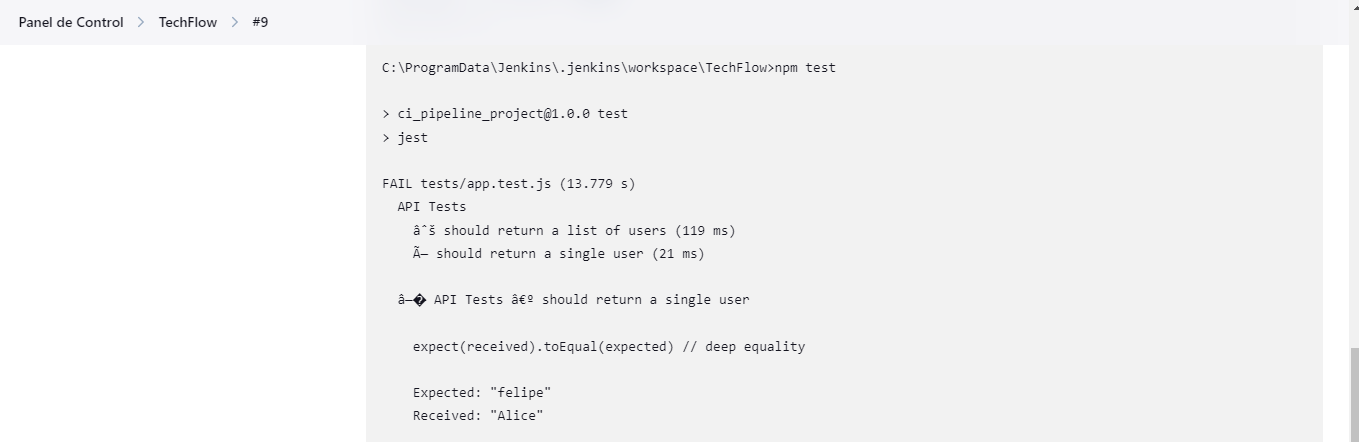 Panel de Control > TechFlow > #9
C:\ProgramData\Jenkins\.jenkins\workspace\TechFlow>npm test
> ci_pipeline_project@1.0.0 test
> jest
FAIL tests/app.test.js (13.779 s)
API Tests
âˆš should return a list of users (119 ms)
Ã— should return a single user (21 ms)
â—� API Tests â€º should return a single user
expect(received).toEqual(expected) // deep equality
Expected: "felipe"
Received: "Alice"